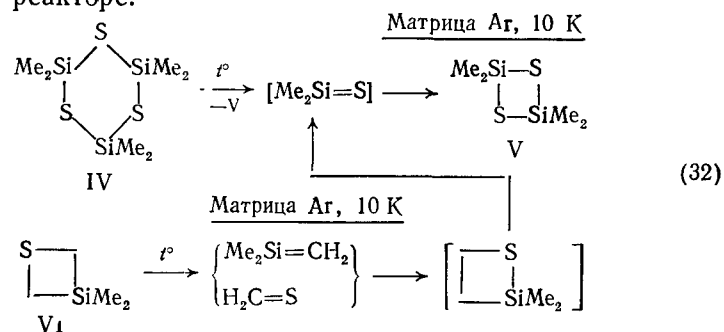 реакторе.
Матрица Ar, 10 K
S
Me₂Si SiMe₂ t° Me₂Si—S
—V [Me₂Si=S]
S S S—SiMe₂
SiMe₂ V
IV (32)
Матрица Ar, 10 K
S t° Me₂Si=CH₂ S
SiMe₂ H₂C=S SiMe₂
VI